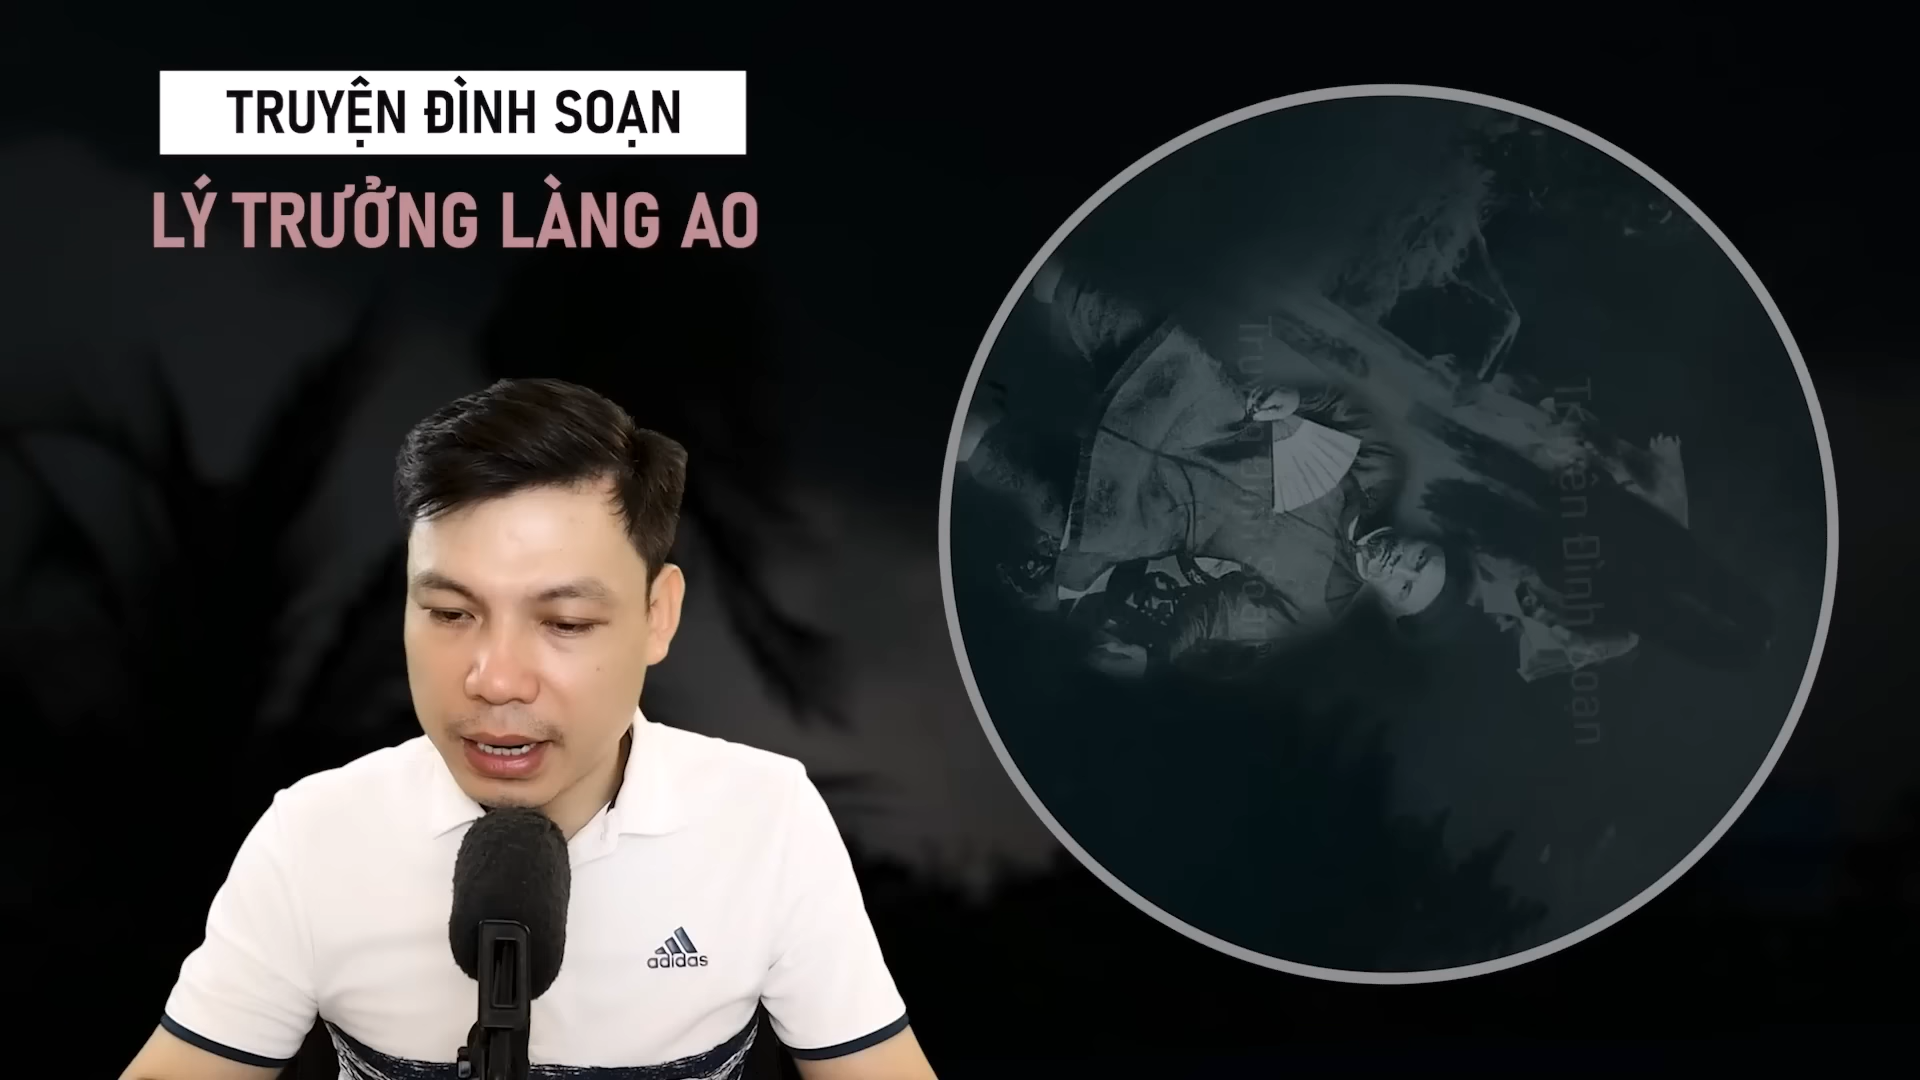 TRUYỆN ĐÌNH SOẠN
LÝ TRƯỞNG LÀNG AO
adidas
Truyện Đình Soạn